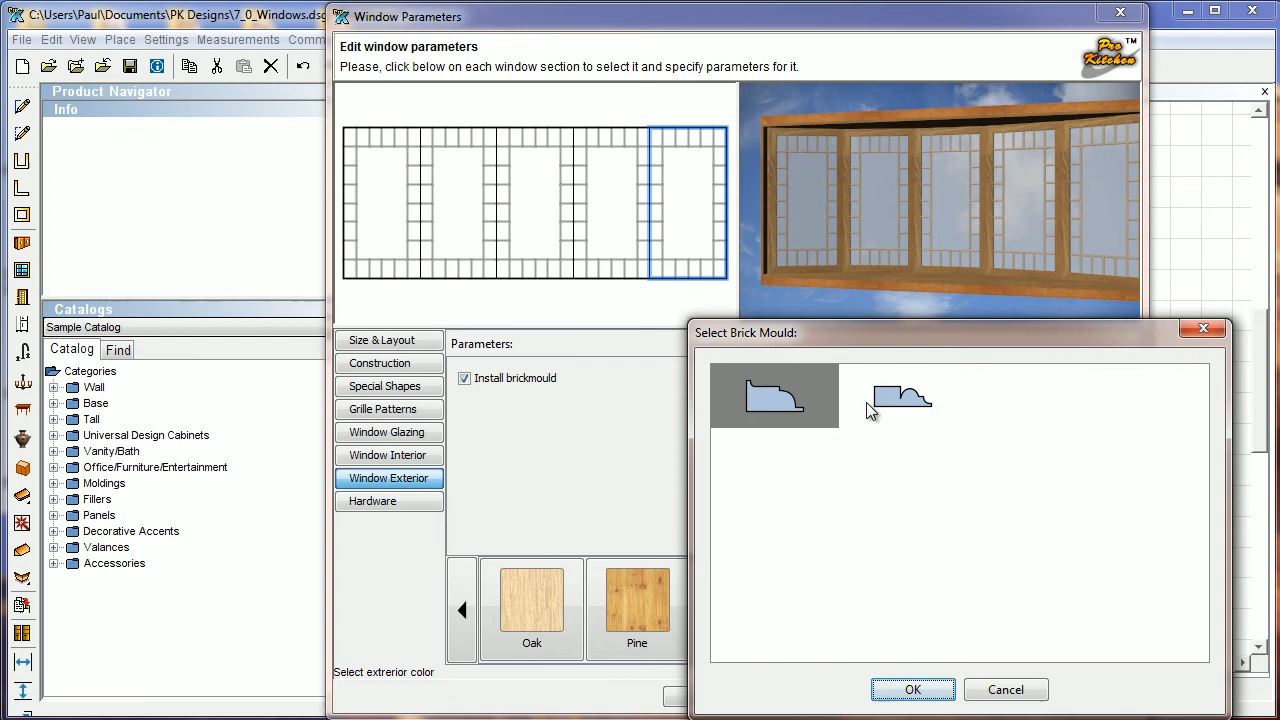 C:\Users\Paul\Documents\PK Designs\7_0_Windows.dsg
Window Parameters
File Edit View Place Settings Measurements Comm
Edit window parameters
Please, click below on each window section to select it and specify parameters for it.
Pro Kitchen™
Product Navigator
Info
Catalogs
Sample Catalog
Catalog Find
Categories
Wall
Base
Tall
Universal Design Cabinets
Vanity/Bath
Office/Furniture/Entertainment
Moldings
Fillers
Panels
Decorative Accents
Valances
Accessories
Size & Layout
Construction
Special Shapes
Grille Patterns
Window Glazing
Window Interior
Window Exterior
Hardware
Parameters:
Install brickmould
Oak
Pine
Select extrerior color
Select Brick Mould:
OK
Cancel